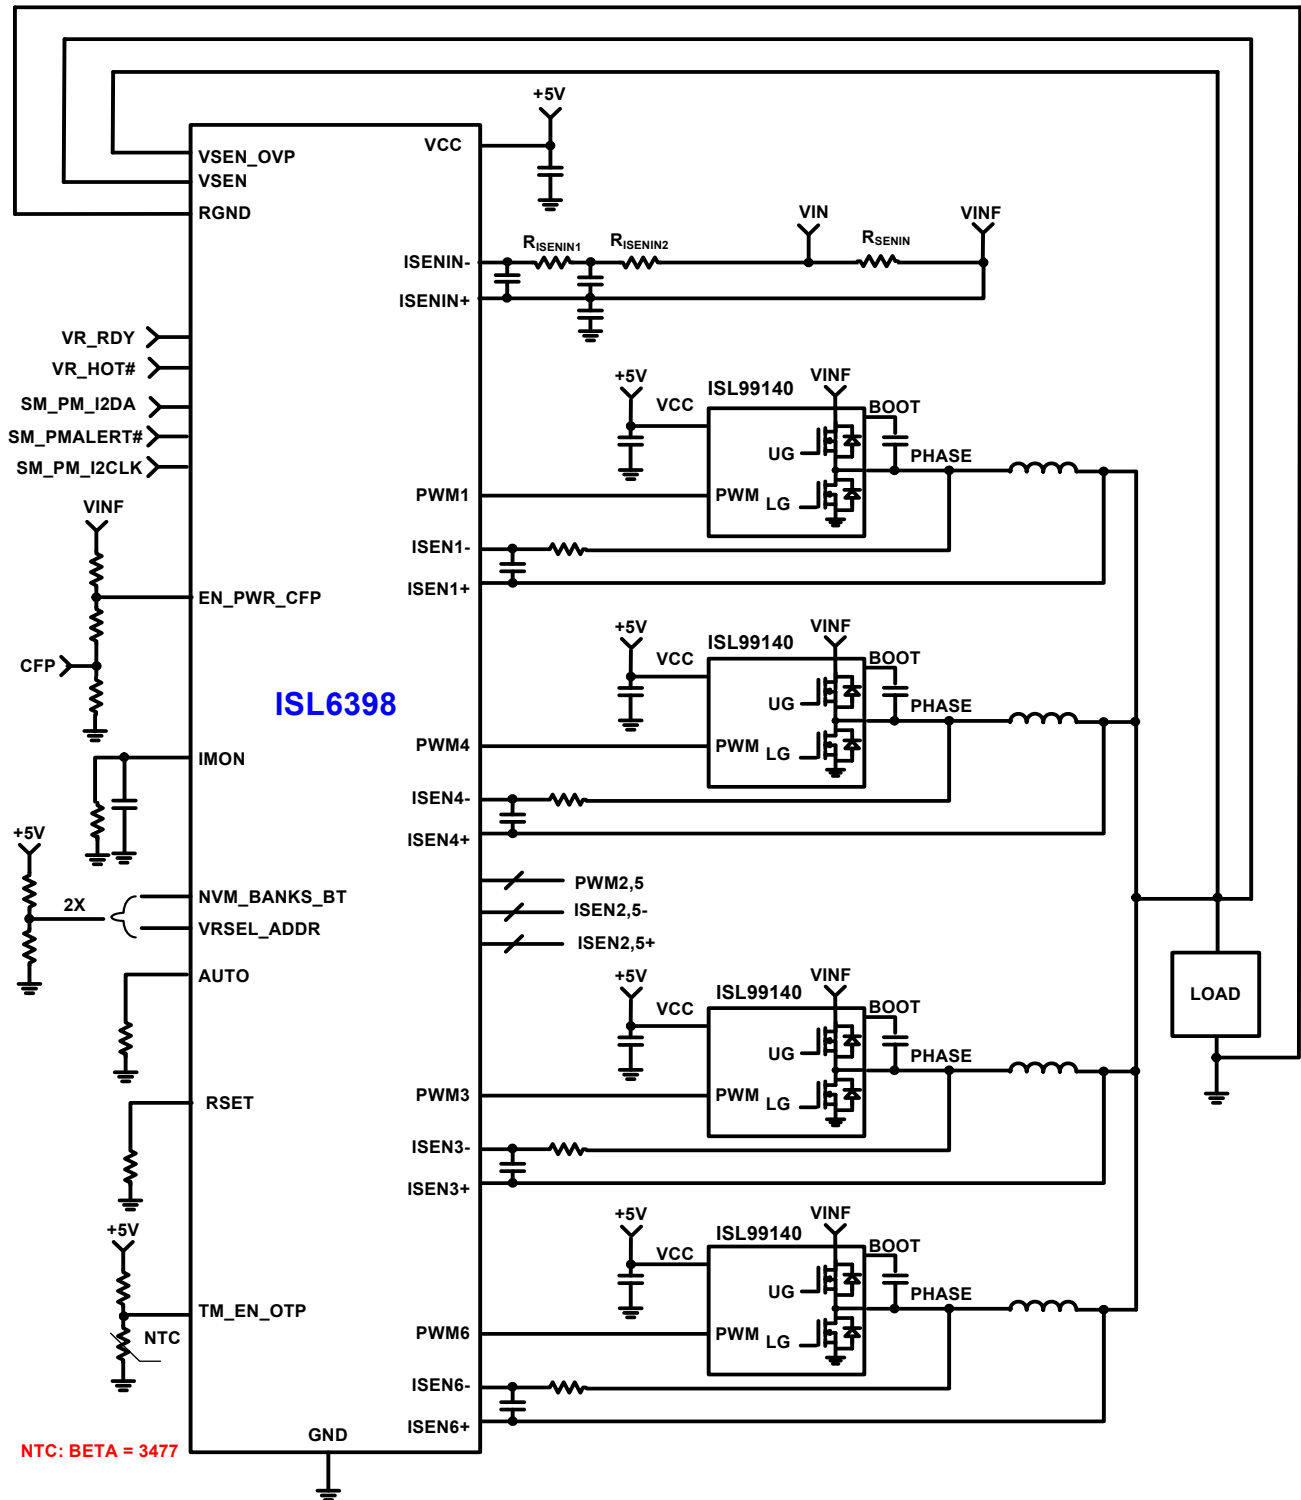 +5V
VSEN_OVP
VCC
VSEN
RGND
VIN
VINF
RISENIN1
RISENIN2
RSENIN
ISENIN-
ISENIN+
VR_RDY
VR_HOT#
SM_PM_I2DA
SM_PMALERT#
SM_PM_I2CLK
+5V
ISL99140
VINF
VCC
BOOT
UG
PHASE
PWM1
PWM
LG
VINF
ISEN1-
ISEN1+
EN_PWR_CFP
CFP
+5V
ISL99140
VINF
VCC
BOOT
UG
PHASE
ISL6398
PWM4
PWM
LG
IMON
ISEN4-
ISEN4+
+5V
2X
NVM_BANKS_BT
VRSEL_ADDR
PWM2,5
ISEN2,5-
ISEN2,5+
AUTO
+5V
ISL99140
VINF
VCC
BOOT
UG
PHASE
LOAD
RSET
PWM3
PWM
LG
ISEN3-
ISEN3+
+5V
+5V
ISL99140
VINF
VCC
BOOT
UG
PHASE
TM_EN_OTP
NTC
PWM6
PWM
LG
ISEN6-
ISEN6+
GND
NTC: BETA = 3477